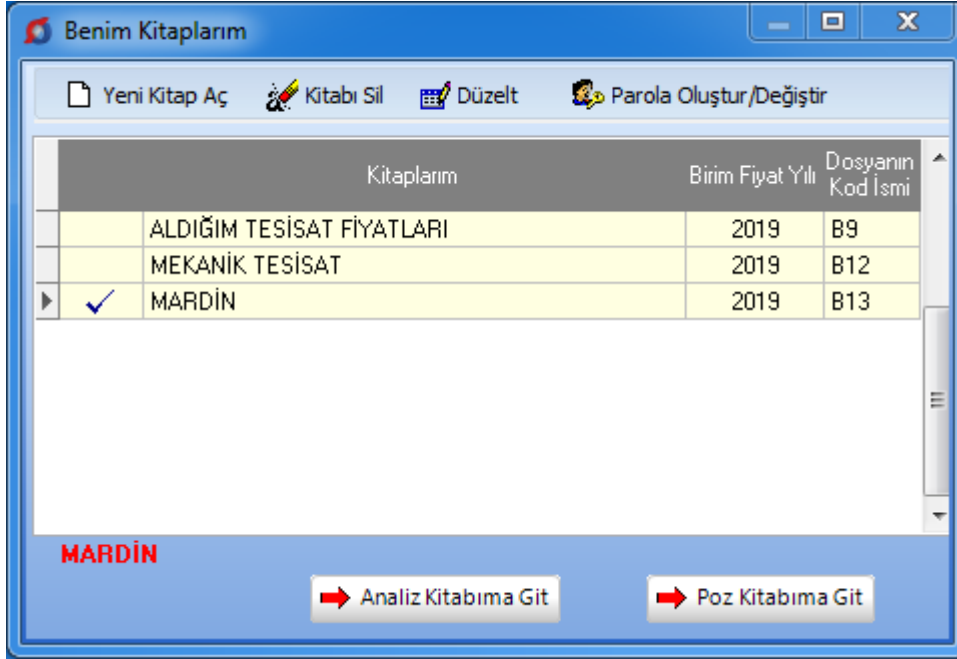 Benim Kitaplarım
Yeni Kitap Aç Kitabı Sil Düzelt Parola Oluştur/Değiştir
Kitaplarım Birim Fiyat Yılı Dosyanın Kod İsmi
ALDIĞIM TESİSAT FİYATLARI 2019 B9
MEKANİK TESİSAT 2019 B12
MARDİN 2019 B13
MARDİN
Analiz Kitabıma Git Poz Kitabıma Git